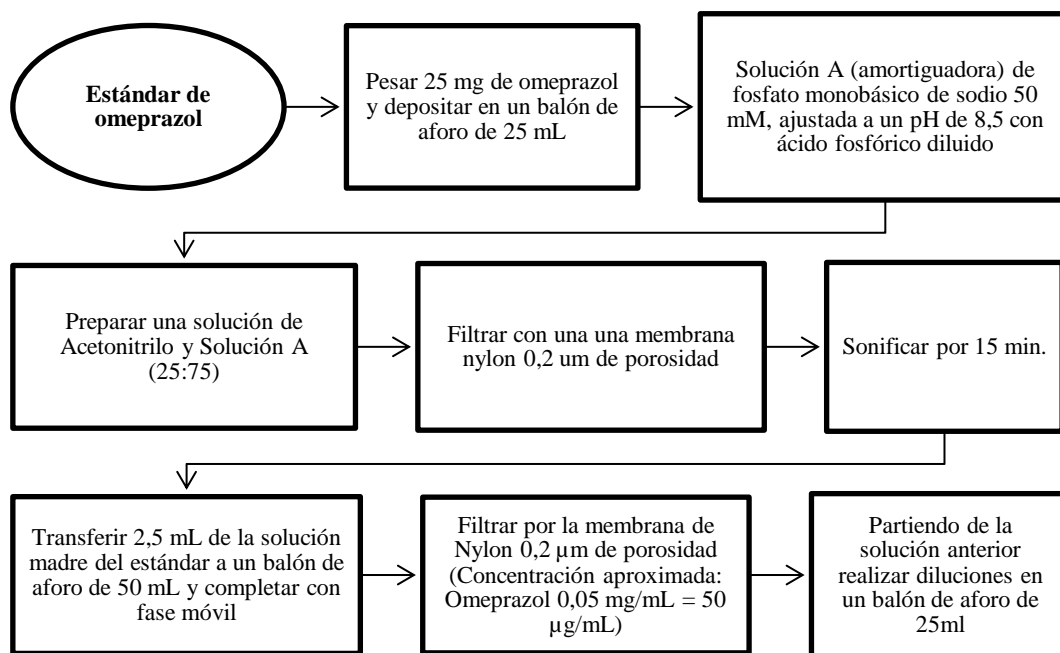 Estándar de
omeprazol
Pesar 25 mg de omeprazol
y depositar en un balón de
aforo de 25 mL
Solución A (amortiguadora) de
fosfato monobásico de sodio 50
mM, ajustada a un pH de 8,5 con
ácido fosfórico diluido
Preparar una solución de
Acetonitrilo y Solución A
(25:75)
Filtrar con una una membrana
nylon 0,2 um de porosidad
Sonificar por 15 min.
Transferir 2,5 mL de la solución
madre del estándar a un balón de
aforo de 50 mL y completar con
fase móvil
Filtrar por la membrana de
Nylon 0,2 µm de porosidad
(Concentración aproximada:
Omeprazol 0,05 mg/mL = 50
µg/mL)
Partiendo de la
solución anterior
realizar diluciones en
un balón de aforo de
25ml